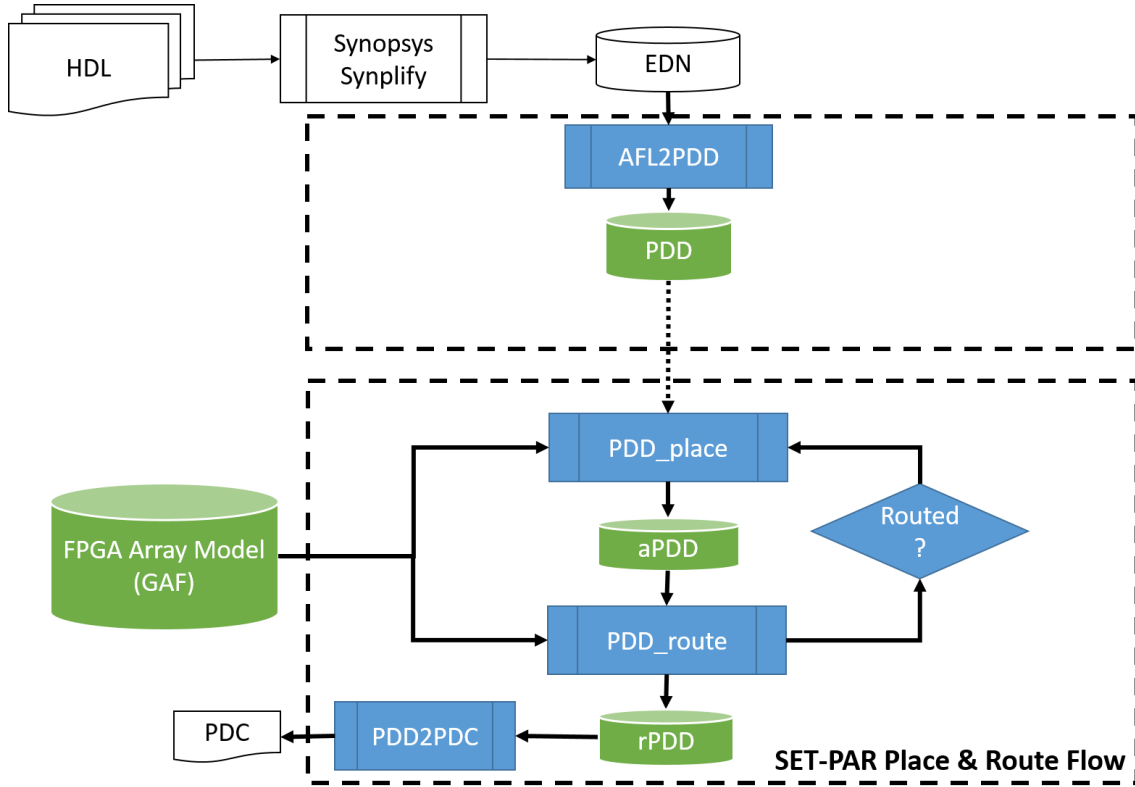 HDL
Synopsys
Synplify
EDN
AFL2PDD
PDD
PDD_place
FPGA Array Model
(GAF)
aPDD
Routed
?
PDD_route
PDC
PDD2PDC
rPDD
SET-PAR Place & Route Flow